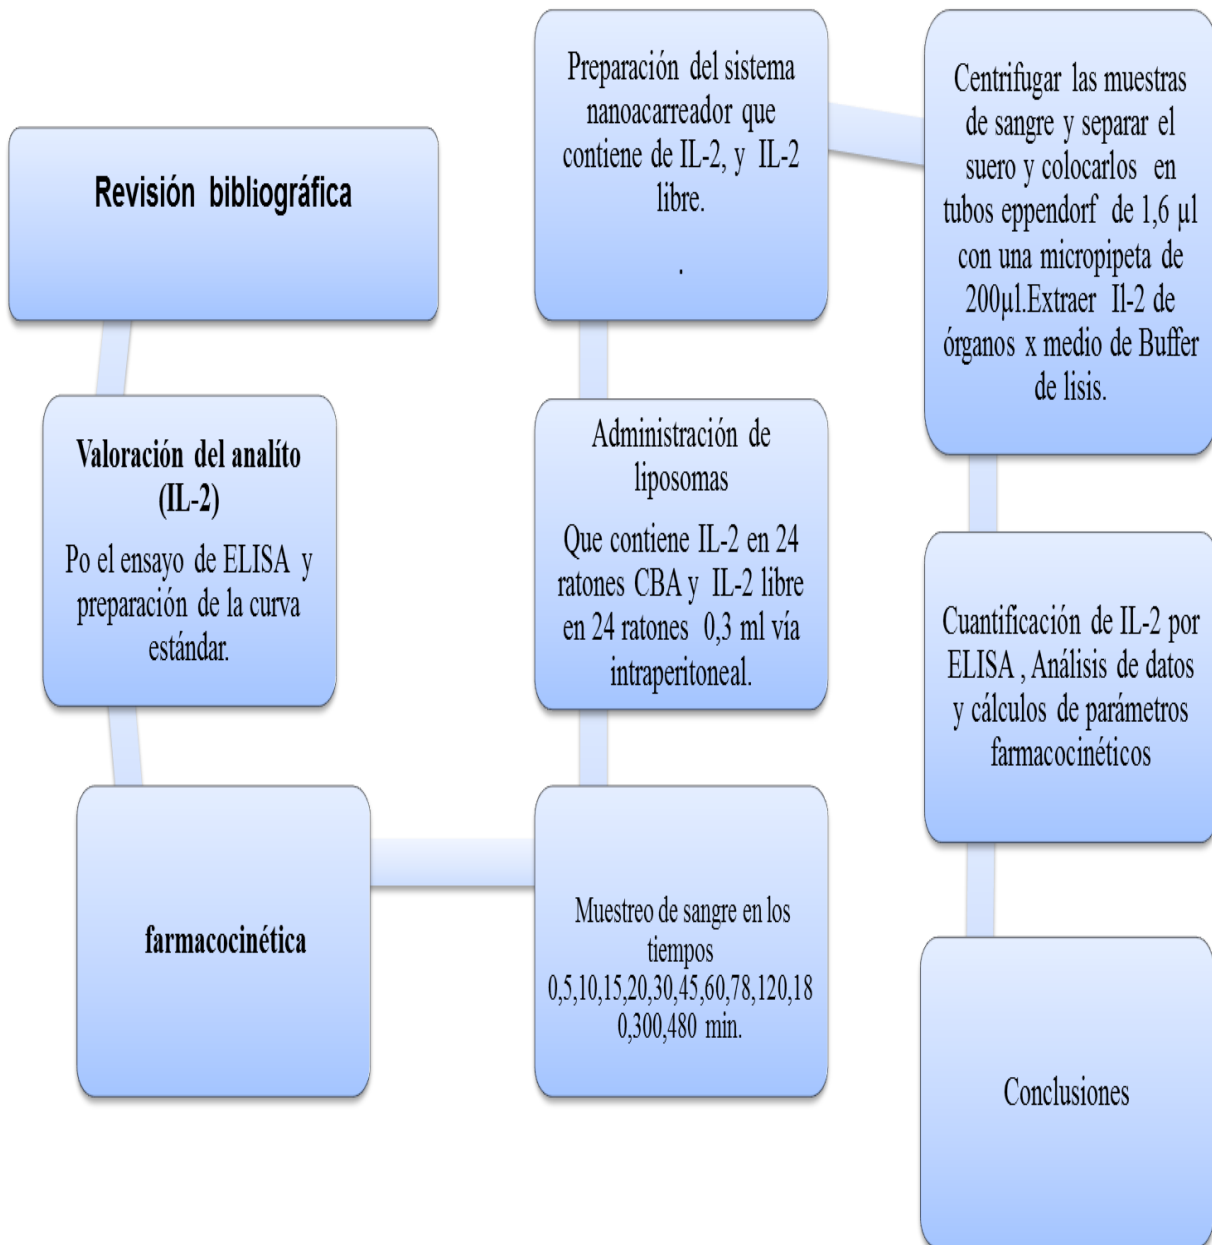 Revisión bibliográfica
Valoración del analíto
(IL-2)
Po el ensayo de ELISA y
preparación de la curva
estándar.
farmacocinética
Muestreo de sangre en los
tiempos
0,5,10,15,20,30,45,60,78,120,18
0,300,480 min.
Administración de
liposomas
Que contiene IL-2 en 24
ratones CBA y IL-2 libre
en 24 ratones 0,3 ml vía
intraperitoneal.
Preparación del sistema
nanoacarreador que
contiene de IL-2, y IL-2
libre.
.
Centrifugar las muestras
de sangre y separar el
suero y colocarlos en
tubos eppendorf de 1,6 µl
con una micropipeta de
200µl.Extraer Il-2 de
órganos x medio de Buffer
de lisis.
Cuantificación de IL-2 por
ELISA , Análisis de datos
y cálculos de parámetros
farmacocinéticos
Conclusiones